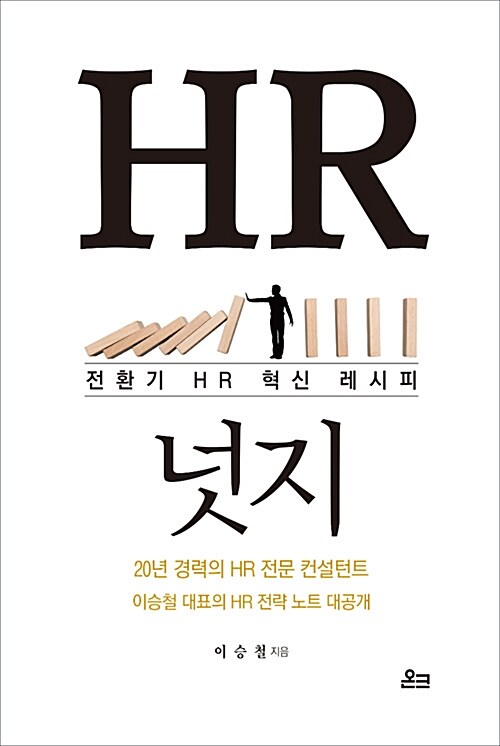 HR
전환기 HR 혁신 레시피
넛지
20년 경력의 HR 전문 컨설턴트
이승철 대표의 HR 전략 노트 대공개
이승철 지음
온크